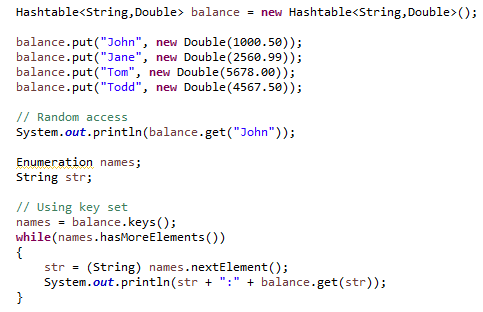 Hashtable<String,Double> balance = new Hashtable<String,Double>();
balance.put("John", new Double(1000.50));
balance.put("Jane", new Double(2560.99));
balance.put("Tom", new Double(5678.00));
balance.put("Todd", new Double(4567.50));
// Random access
System.out.println(balance.get("John"));
Enumeration names;
String str;
// Using key set
names = balance.keys();
while(names.hasMoreElements())
{
str = (String) names.nextElement();
System.out.println(str + ":" + balance.get(str));
}